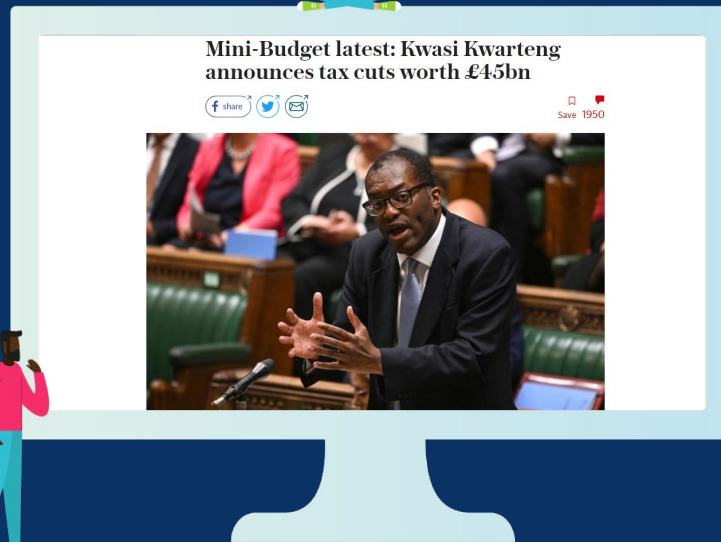 Mini-Budget latest: Kwasi Kwarteng
announces tax cuts worth £45bn
share
Save 1950